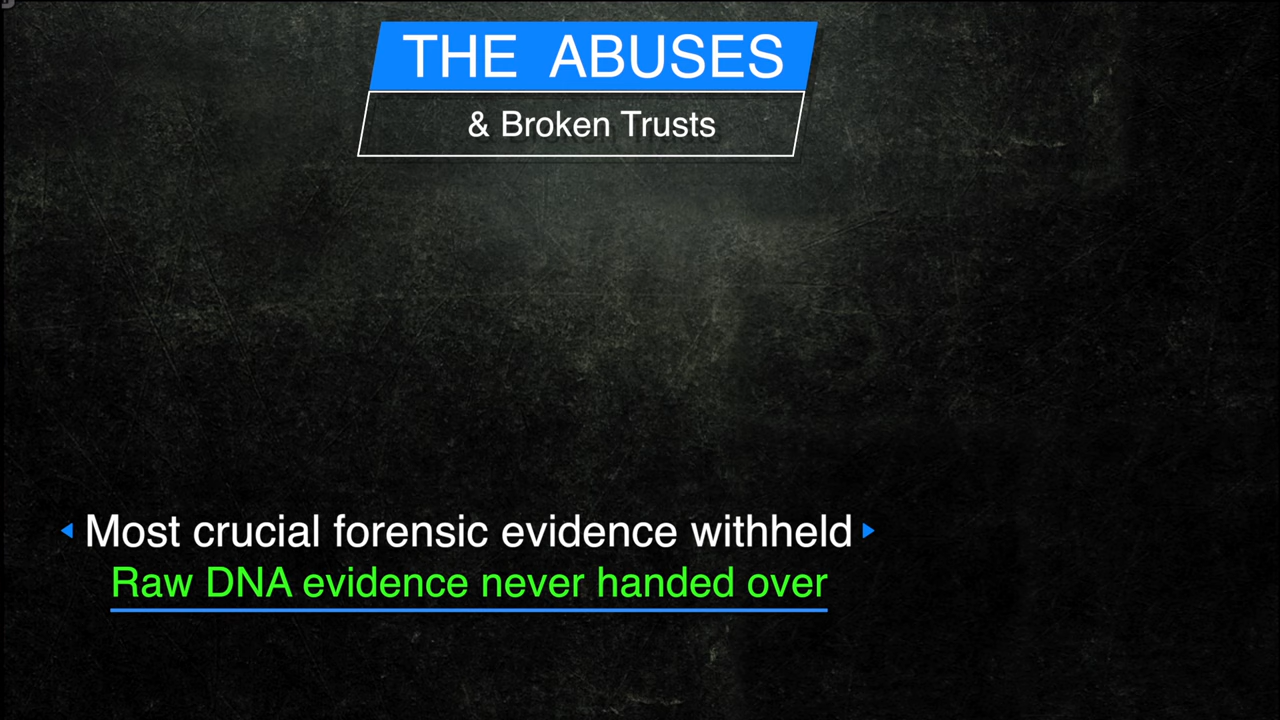 THE ABUSES
& Broken Trusts
Most crucial forensic evidence withheld
Raw DNA evidence never handed over